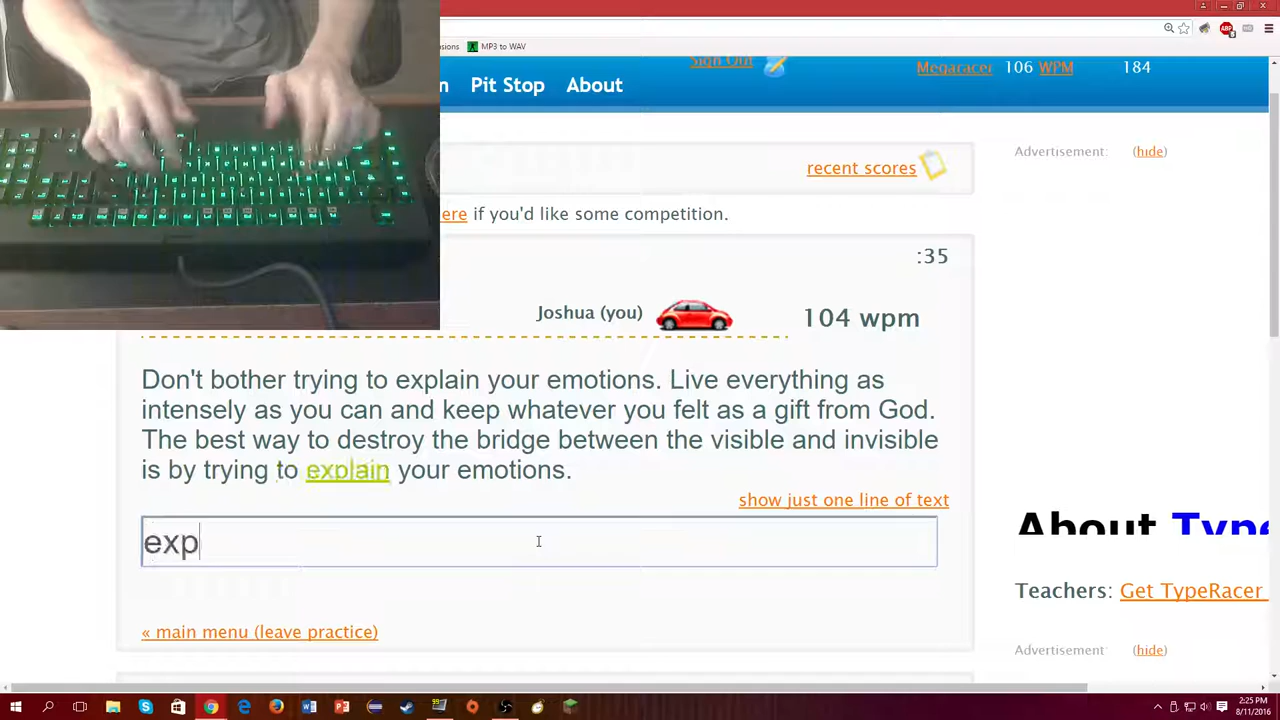 nsions MP3 to WAV
Sign Out
Megaracer 106 WPM 184
n Pit Stop About
Advertisement: (hide)
recent scores
ere if you'd like some competition.
:35
Joshua (you) 104 wpm
Don't bother trying to explain your emotions. Live everything as
intensely as you can and keep whatever you felt as a gift from God.
The best way to destroy the bridge between the visible and invisible
is by trying to explain your emotions.
show just one line of text
exp
About Type
Teachers: Get TypeRacer
« main menu (leave practice)
Advertisement: (hide)
2:25 PM
8/11/2016